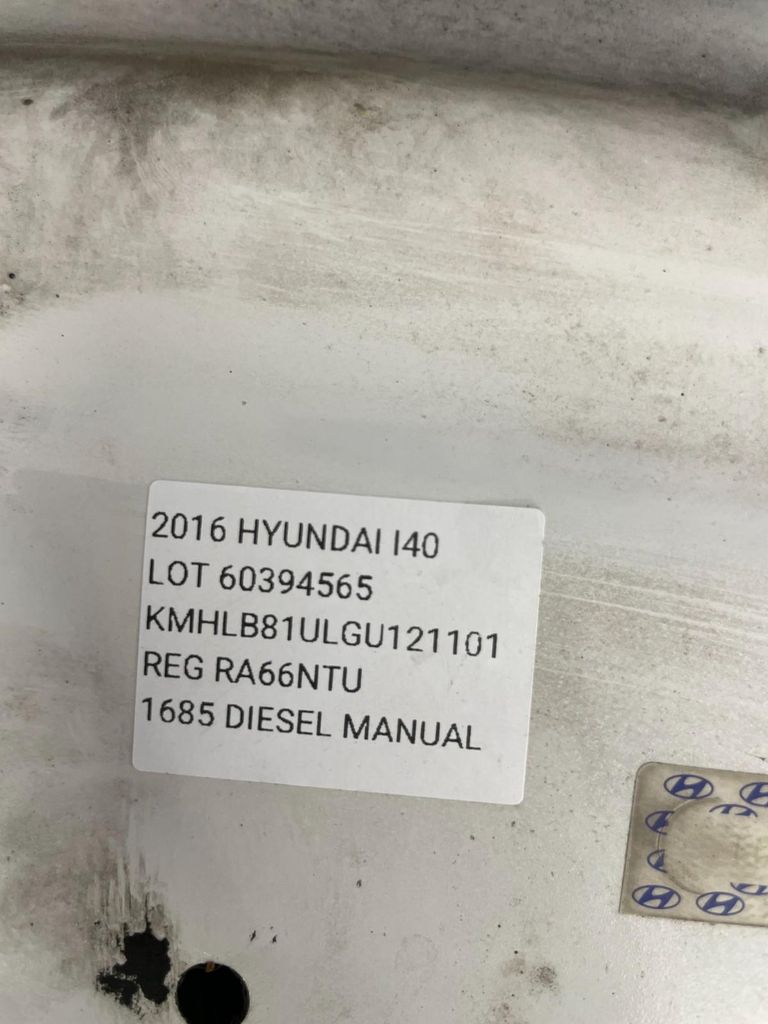 2016 HYUNDAI I40
LOT 60394565
KMHLB81ULGU121101
REG RA66NTU
1685 DIESEL MANUAL